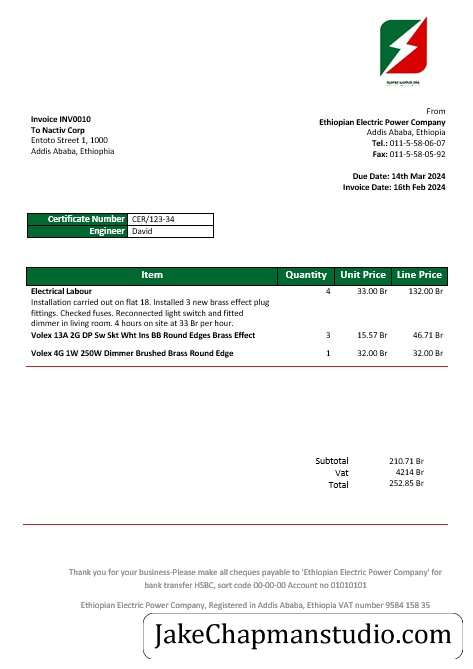 From
Invoice INV0010
Ethiopian Electric Power Company
To Nactiv Corp
Addis Ababa, Ethiopia
Entoto Street 1, 1000
Tel.: 011-5-58-06-07
Addis Ababa, Ethiophia
Fax: 011-5-58-05-92
Due Date: 14th Mar 2024
Invoice Date: 16th Feb 2024
Certificate Number CER/123-34
Engineer David
Item Quantity Unit Price Line Price
Electrical Labour 4 33.00 Br 132.00 Br
Installation carried out on flat 18. Installed 3 new brass effect plug
fittings. Checked fuses. Reconnected light switch and fitted
dimmer in living room. 4 hours on site at 33 Br per hour.
Volex 13A 2G DP Sw Skt Wht Ins BB Round Edges Brass Effect 3 15.57 Br 46.71 Br
Volex 4G 1W 250W Dimmer Brushed Brass Round Edge 1 32.00 Br 32.00 Br
Subtotal 210.71 Br
Vat 4214 Br
Total 252.85 Br
Thank you for your business-Please make all cheques payable to 'Ethiopian Electric Power Company' for
bank transfer HSBC, sort code 00-00-00 Account no 01010101
Ethiopian Electric Power Company, Registered in Addis Ababa, Ethiopia VAT number 9584 158 35
JakeChapmanstudio.com